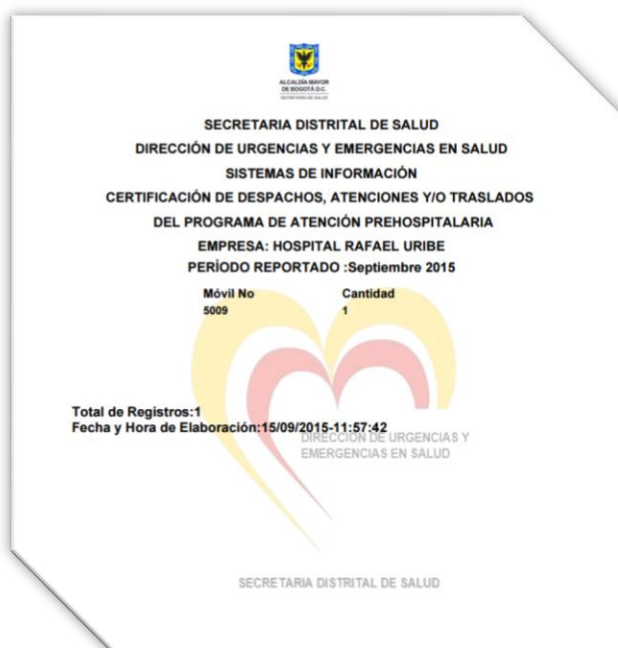 ALCALDÍA MAYOR
DE BOGOTÁ D.C.
SECRETARÍA DE SALUD
SECRETARIA DISTRITAL DE SALUD
DIRECCIÓN DE URGENCIAS Y EMERGENCIAS EN SALUD
SISTEMAS DE INFORMACIÓN
CERTIFICACIÓN DE DESPACHOS, ATENCIONES Y/O TRASLADOS
DEL PROGRAMA DE ATENCIÓN PREHOSPITALARIA
EMPRESA: HOSPITAL RAFAEL URIBE
PERÍODO REPORTADO :Septiembre 2015
Móvil No Cantidad
5009 1
Total de Registros:1
Fecha y Hora de Elaboración:15/09/2015-11:57:42
DIRECCIÓN DE URGENCIAS Y
EMERGENCIAS EN SALUD
SECRETARIA DISTRITAL DE SALUD